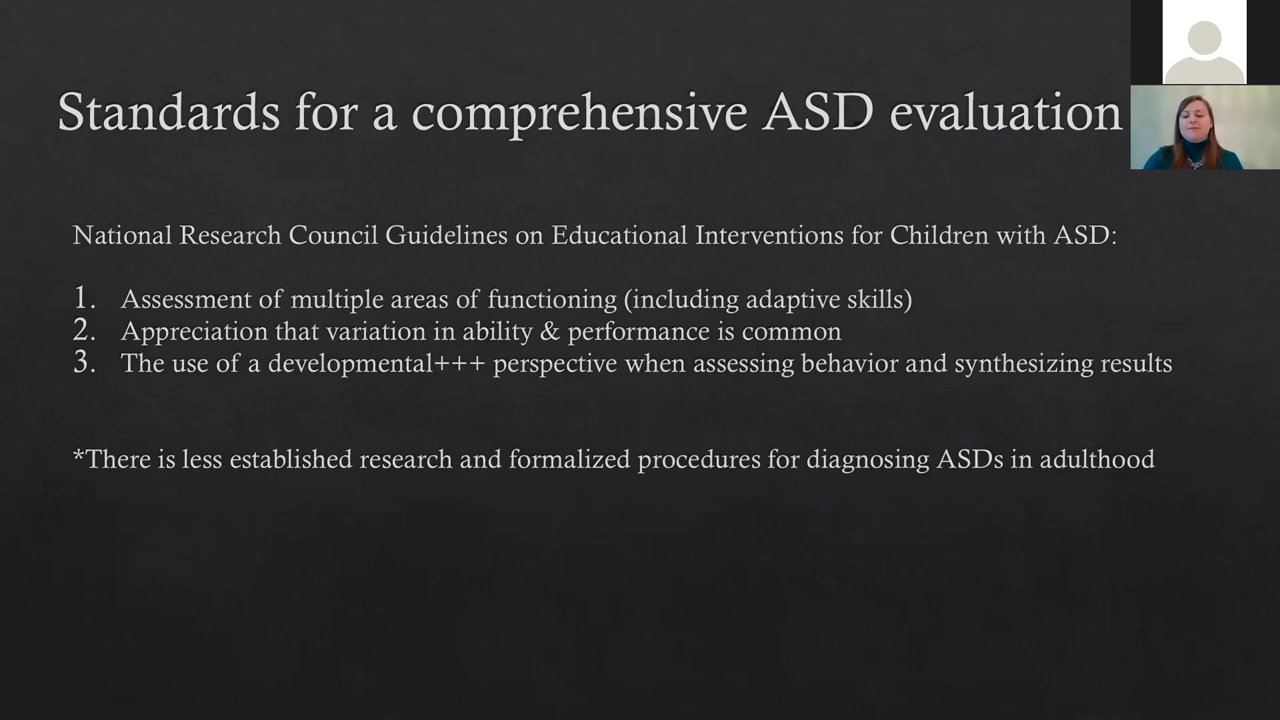 Standards for a comprehensive ASD evaluation
National Research Council Guidelines on Educational Interventions for Children with ASD:
1. Assessment of multiple areas of functioning (including adaptive skills)
2. Appreciation that variation in ability & performance is common
3. The use of a developmental+++ perspective when assessing behavior and synthesizing results
*There is less established research and formalized procedures for diagnosing ASDs in adulthood